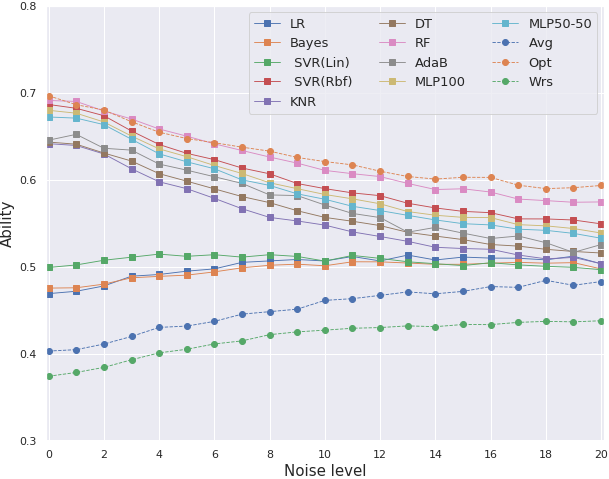 0.8
0.7
0.6
0.5
0.4
0.3
Ability
LR
Bayes
SVR(Lin)
SVR(Rbf)
KNR
DT
RF
AdaB
MLP100
MLP50-50
Avg
Opt
Wrs
0 2 4 6 8 10 12 14 16 18 20
Noise level